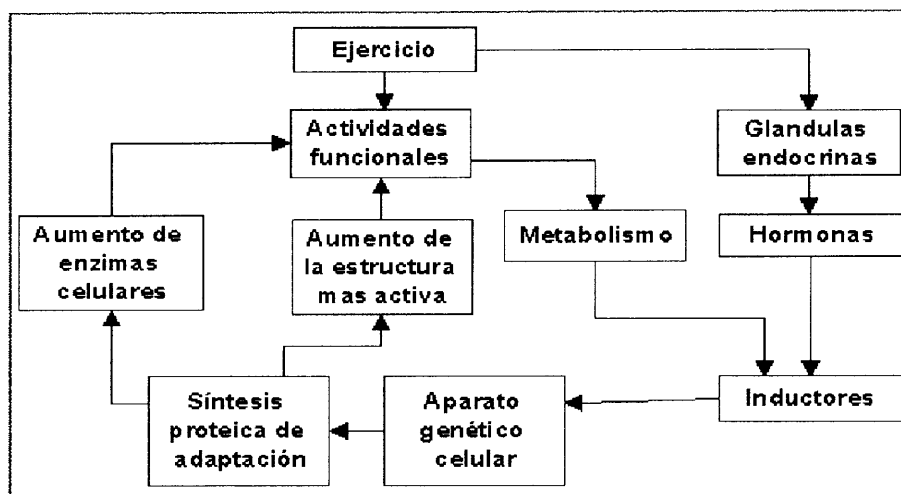 Ejercicio
Actividades
funcionales
Glandulas
endocrinas
Aumento de
enzimas
celulares
Aumento de
la estructura
mas activa
Metabolismo
Hormonas
Síntesis
proteica de
adaptación
Aparato
genético
celular
Inductores